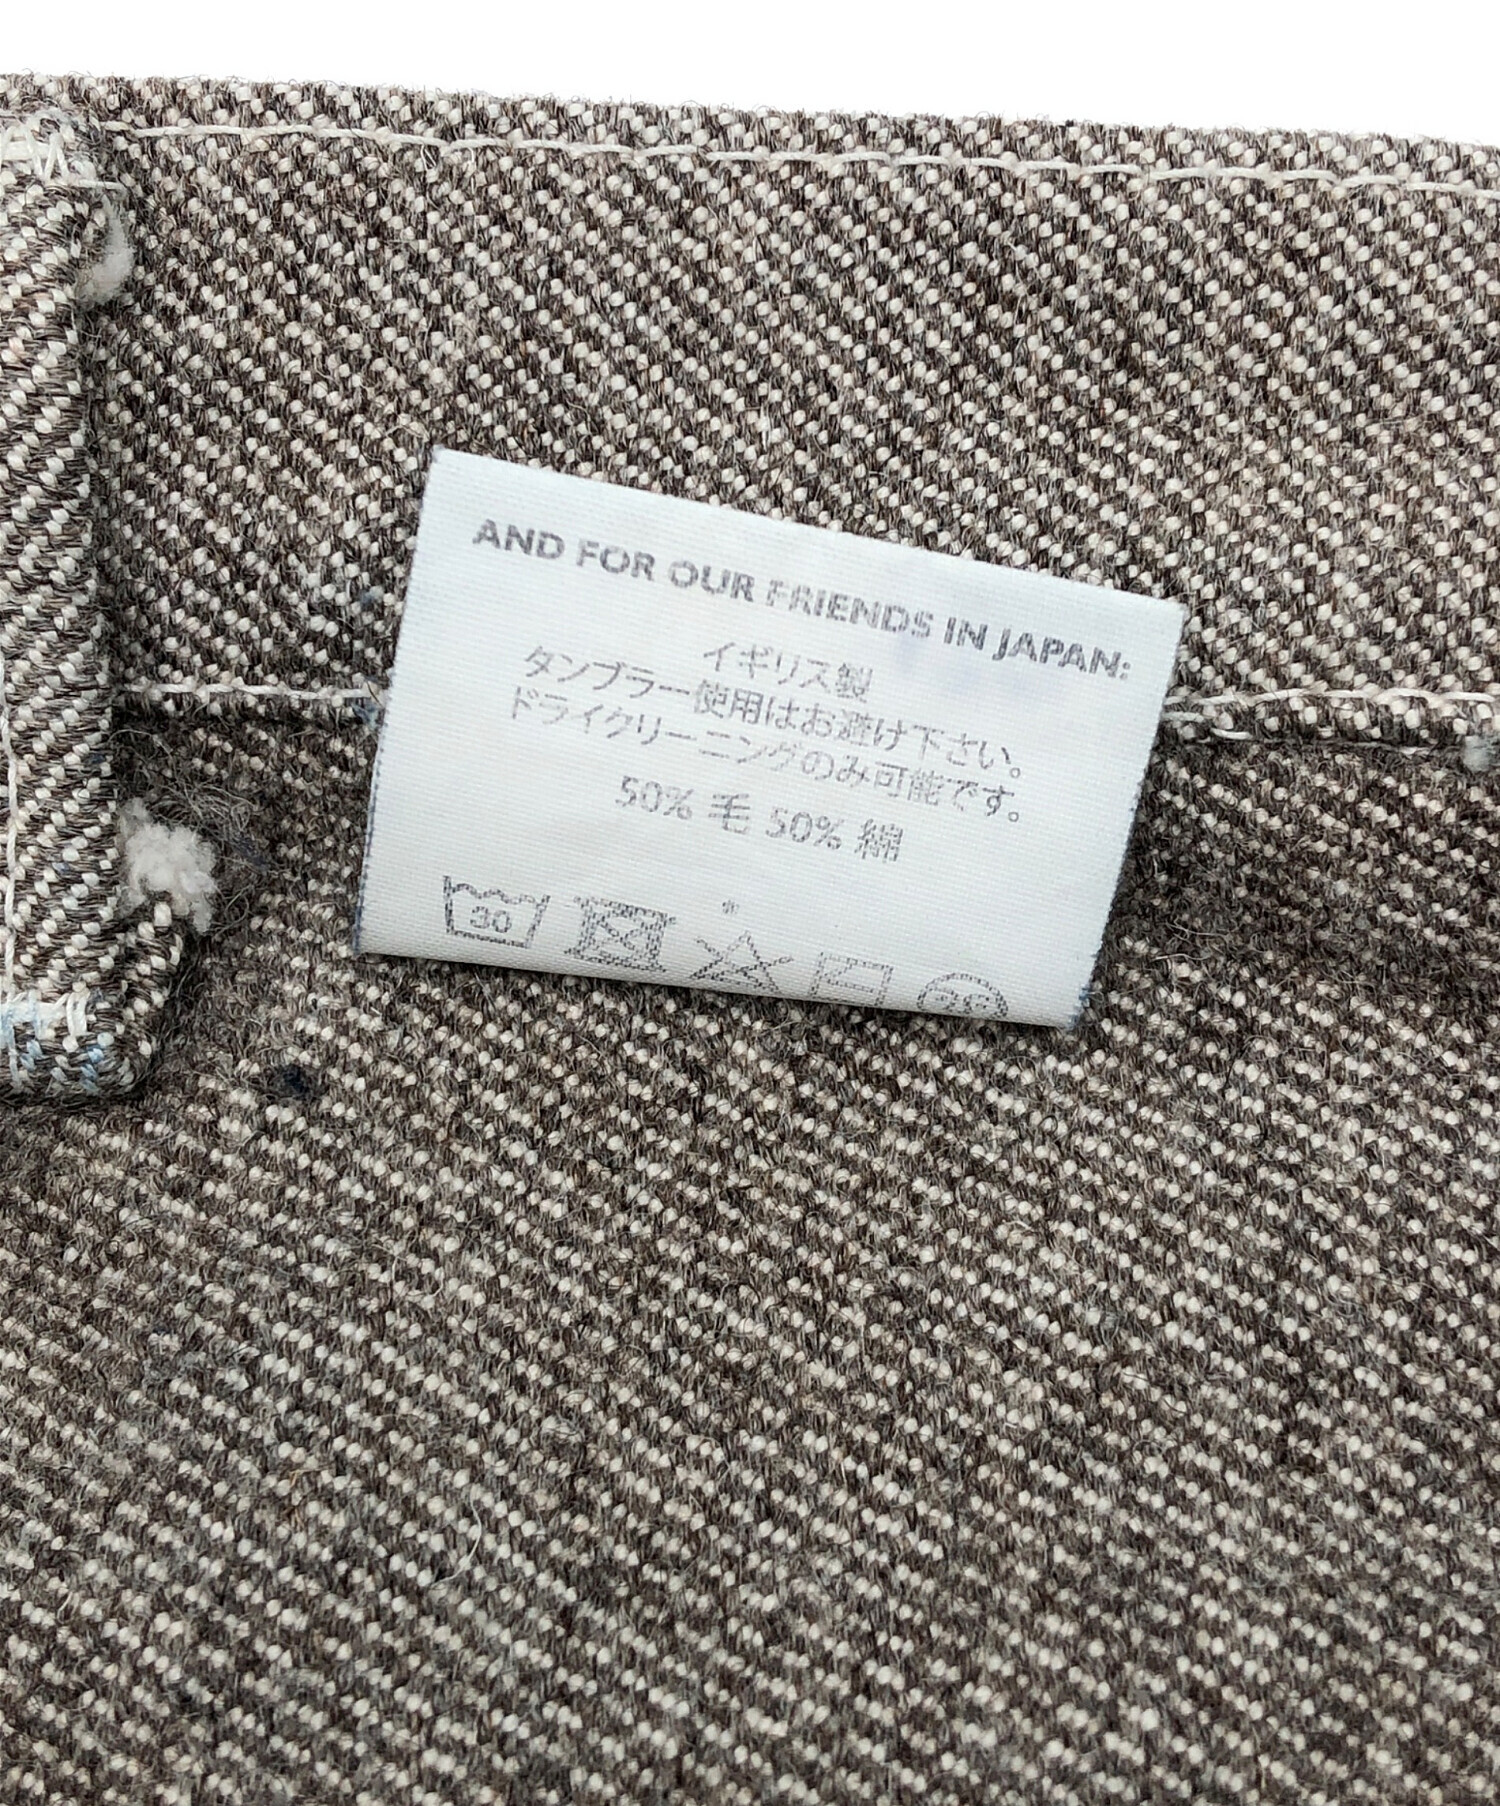 AND FOR OUR FRIENDS IN JAPAN:
イギリス製
タンブラー使用はお避け下さい。
ドライクリーニングのみ可能です。
50% 毛 50% 綿
30